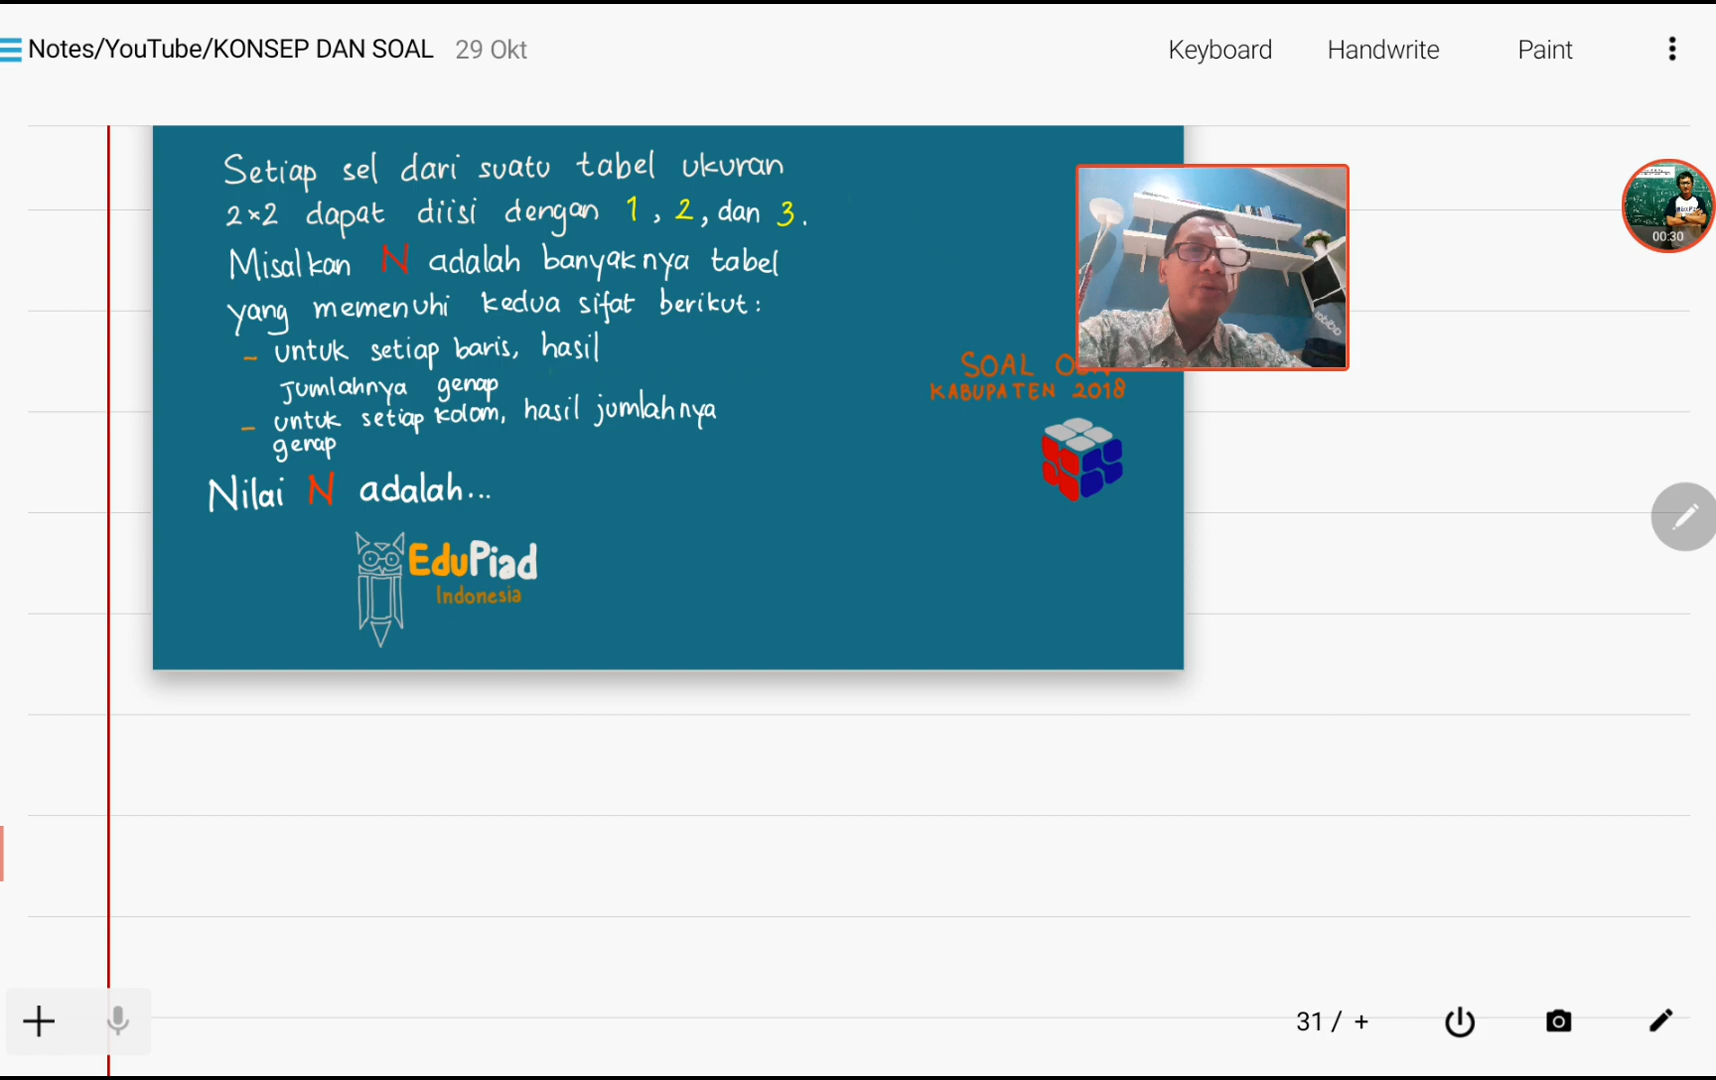 Notes/YouTube/KONSEP DAN SOAL 29 Okt Keyboard Handwrite Paint
Setiap sel dari suatu tabel ukuran
2×2 dapat diisi dengan 1, 2, dan 3.
Misalkan N adalah banyaknya tabel
yang memenuhi kedua sifat berikut:
- untuk setiap baris, hasil
jumlahnya genap
- untuk setiap kolom, hasil jumlahnya
genap
Nilai N adalah...
EduPiad
Indonesia
SOAL
KABUPATEN 2018
00:30
31 / +